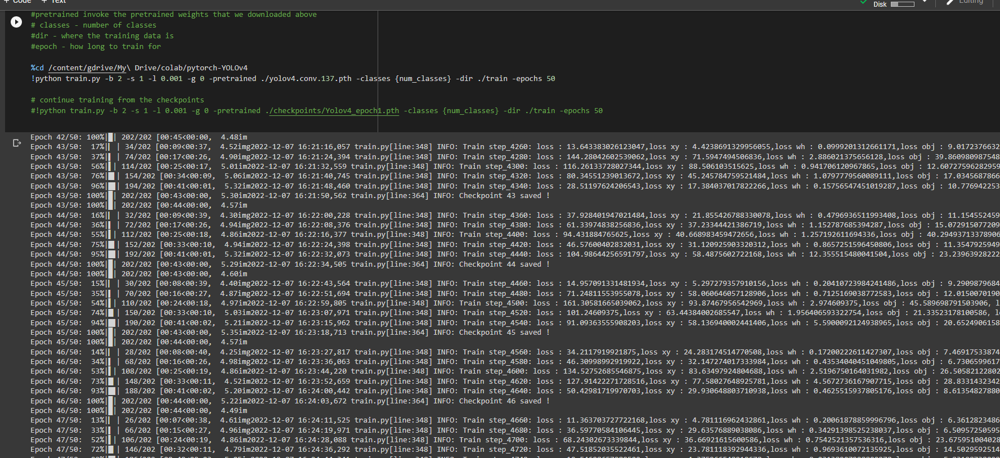 + Code + Text
Disk
Editing
#pretrained invoke the pretrained weights that we downloaded above
# classes - number of classes
#dir - where the training data is
#epoch - how long to train for
%cd /content/gdrive/My\ Drive/colab/pytorch-YOLOv4
!python train.py -b 2 -s 1 -l 0.001 -g 0 -pretrained ./yolov4.conv.137.pth -classes {num_classes} -dir ./train -epochs 50
# continue training from the checkpoints
#!python train.py -b 2 -s 1 -l 0.001 -g 0 -pretrained ./checkpoints/Yolov4_epoch1.pth -classes {num_classes} -dir ./train -epochs 50
Epoch 42/50: 100%|█| 202/202 [00:45<00:00, 4.48im
Epoch 43/50: 17%|▎ | 34/202 [00:09<00:37, 4.52img2022-12-07 16:21:16,057 train.py[line:348] INFO: Train step_4260: loss : 13.643383026123047,loss xy : 4.4238691329956055,loss wh : 0.0999201312661171,loss obj : 9.0172376632
Epoch 43/50: 37%|▍ | 74/202 [00:17<00:26, 4.90img2022-12-07 16:21:24,394 train.py[line:348] INFO: Train step_4280: loss : 144.28042602539062,loss xy : 71.5947494506836,loss wh : 2.886021375656128,loss obj : 39.860980987548
Epoch 43/50: 56%|▌| 114/202 [00:25<00:17, 5.01im2022-12-07 16:21:32,559 train.py[line:348] INFO: Train step_4300: loss : 116.26133728027344,loss xy : 88.506103515625,loss wh : 0.941706120967865,loss obj : 12.60727596282959
Epoch 43/50: 76%|▊| 154/202 [00:34<00:09, 5.06im2022-12-07 16:21:40,745 train.py[line:348] INFO: Train step_4320: loss : 80.34551239013672,loss xy : 45.245784759521484,loss wh : 1.0797779560089111,loss obj : 17.0345687866
Epoch 43/50: 96%|▉| 194/202 [00:41<00:01, 5.32im2022-12-07 16:21:48,460 train.py[line:348] INFO: Train step_4340: loss : 28.51197624206543,loss xy : 17.384037017822266,loss wh : 0.15756547451019287,loss obj : 10.776942253
Epoch 43/50: 100%|█| 202/202 [00:43<00:00, 5.30im2022-12-07 16:21:50,562 train.py[line:364] INFO: Checkpoint 43 saved !
Epoch 43/50: 100%|█| 202/202 [00:44<00:00, 4.57im
Epoch 44/50: 16%|▎ | 32/202 [00:09<00:39, 4.30img2022-12-07 16:22:00,228 train.py[line:348] INFO: Train step_4360: loss : 37.928401947021484,loss xy : 21.855426788330078,loss wh : 0.4796936511993408,loss obj : 11.154552459
Epoch 44/50: 36%|▍ | 72/202 [00:17<00:26, 4.94img2022-12-07 16:22:08,376 train.py[line:348] INFO: Train step_4380: loss : 61.33974838256836,loss xy : 37.23344421386719,loss wh : 1.152787685394287,loss obj : 15.072915077209
Epoch 44/50: 55%|▌| 112/202 [00:25<00:18, 4.86im2022-12-07 16:22:16,377 train.py[line:348] INFO: Train step_4400: loss : 94.431884765625,loss xy : 40.668983459472656,loss wh : 1.257192611694336,loss obj : 40.29493713378906
Epoch 44/50: 75%|▊| 152/202 [00:33<00:10, 4.94im2022-12-07 16:22:24,398 train.py[line:348] INFO: Train step_4420: loss : 46.57600402832031,loss xy : 31.120925903320312,loss wh : 0.8657251596450806,loss obj : 11.3547925949
Epoch 44/50: 95%|▉| 192/202 [00:41<00:01, 5.32im2022-12-07 16:22:32,073 train.py[line:348] INFO: Train step_4440: loss : 104.98644256591797,loss xy : 58.4875602722168,loss wh : 12.355515480041504,loss obj : 23.23963928222
Epoch 44/50: 100%|█| 202/202 [00:43<00:00, 5.29im2022-12-07 16:22:34,505 train.py[line:364] INFO: Checkpoint 44 saved !
Epoch 44/50: 100%|█| 202/202 [00:43<00:00, 4.60im
Epoch 45/50: 15%|▎ | 30/202 [00:08<00:39, 4.40img2022-12-07 16:22:43,564 train.py[line:348] INFO: Train step_4460: loss : 14.957091331481934,loss xy : 5.297279357910156,loss wh : 0.20410723984241486,loss obj : 9.2909879684
Epoch 45/50: 35%|▍ | 70/202 [00:16<00:27, 4.87img2022-12-07 16:22:51,694 train.py[line:348] INFO: Train step_4480: loss : 71.24811553955078,loss xy : 58.060646057128906,loss wh : 0.7125169038772583,loss obj : 12.0150070190
Epoch 45/50: 54%|▌| 110/202 [00:24<00:18, 4.97im2022-12-07 16:22:59,805 train.py[line:348] INFO: Train step_4500: loss : 161.30581665039062,loss xy : 93.87467956542969,loss wh : 2.974609375,loss obj : 45.589698791503906, l
Epoch 45/50: 74%|▋| 150/202 [00:33<00:10, 5.03im2022-12-07 16:23:07,971 train.py[line:348] INFO: Train step_4520: loss : 101.24609375,loss xy : 63.44384002685547,loss wh : 1.956406593322754,loss obj : 21.33523178100586, lo
Epoch 45/50: 94%|▉| 190/202 [00:41<00:02, 5.21im2022-12-07 16:23:15,962 train.py[line:348] INFO: Train step_4540: loss : 91.09363555908203,loss xy : 58.136940002441406,loss wh : 5.5900092124938965,loss obj : 20.6524906158
Epoch 45/50: 100%|█| 202/202 [00:43<00:00, 5.35im2022-12-07 16:23:18,713 train.py[line:364] INFO: Checkpoint 45 saved !
Epoch 45/50: 100%|█| 202/202 [00:44<00:00, 4.57im
Epoch 46/50: 14%|▎ | 28/202 [00:08<00:40, 4.25img2022-12-07 16:23:27,817 train.py[line:348] INFO: Train step_4560: loss : 34.2117919921875,loss xy : 24.283174514770508,loss wh : 0.17200222611427307,loss obj : 7.46917533874
Epoch 46/50: 34%|▍ | 68/202 [00:16<00:26, 4.98img2022-12-07 16:23:36,063 train.py[line:348] INFO: Train step_4580: loss : 46.30998992919922,loss xy : 32.147274017333984,loss wh : 0.43534040451049805,loss obj : 6.7306599617
Epoch 46/50: 53%|▌| 108/202 [00:25<00:19, 4.86im2022-12-07 16:23:44,220 train.py[line:348] INFO: Train step_4600: loss : 134.52752685546875,loss xy : 83.63497924804688,loss wh : 2.5196750164031982,loss obj : 26.50582122802
Epoch 46/50: 73%|▋| 148/202 [00:33<00:11, 4.52im2022-12-07 16:23:52,659 train.py[line:348] INFO: Train step_4620: loss : 127.91422271728516,loss xy : 77.58027648925781,loss wh : 4.5672736167907715,loss obj : 28.8331432342
Epoch 46/50: 93%|▉| 188/202 [00:41<00:02, 5.20im2022-12-07 16:24:00,442 train.py[line:348] INFO: Train step_4640: loss : 50.42981719970703,loss xy : 29.930648803710938,loss wh : 0.4625515937805176,loss obj : 8.61354827880
Epoch 46/50: 100%|█| 202/202 [00:44<00:00, 5.22im2022-12-07 16:24:03,672 train.py[line:364] INFO: Checkpoint 46 saved !
Epoch 46/50: 100%|█| 202/202 [00:44<00:00, 4.49im
Epoch 47/50: 13%|▎ | 26/202 [00:07<00:38, 4.61img2022-12-07 16:24:11,525 train.py[line:348] INFO: Train step_4660: loss : 11.363703727722168,loss xy : 4.781116962432861,loss wh : 0.20061878859996796,loss obj : 6.3612823486
Epoch 47/50: 33%|▍ | 66/202 [00:15<00:27, 4.96img2022-12-07 16:24:19,971 train.py[line:348] INFO: Train step_4680: loss : 36.59770584106445,loss xy : 29.63576889038086,loss wh : 0.34291398525238037,loss obj : 6.50957250595
Epoch 47/50: 52%|▌| 106/202 [00:24<00:19, 4.86im2022-12-07 16:24:28,088 train.py[line:348] INFO: Train step_4700: loss : 68.24302673339844,loss xy : 36.66921615600586,loss wh : 0.7542521357536316,loss obj : 23.675951004028
Epoch 47/50: 72%|▋| 146/202 [00:32<00:11, 4.79im2022-12-07 16:24:36,292 train.py[line:348] INFO: Train step_4720: loss : 47.51852035522461,loss xy : 23.781118392944336,loss wh : 0.9693610072135925,loss obj : 14.5029592514